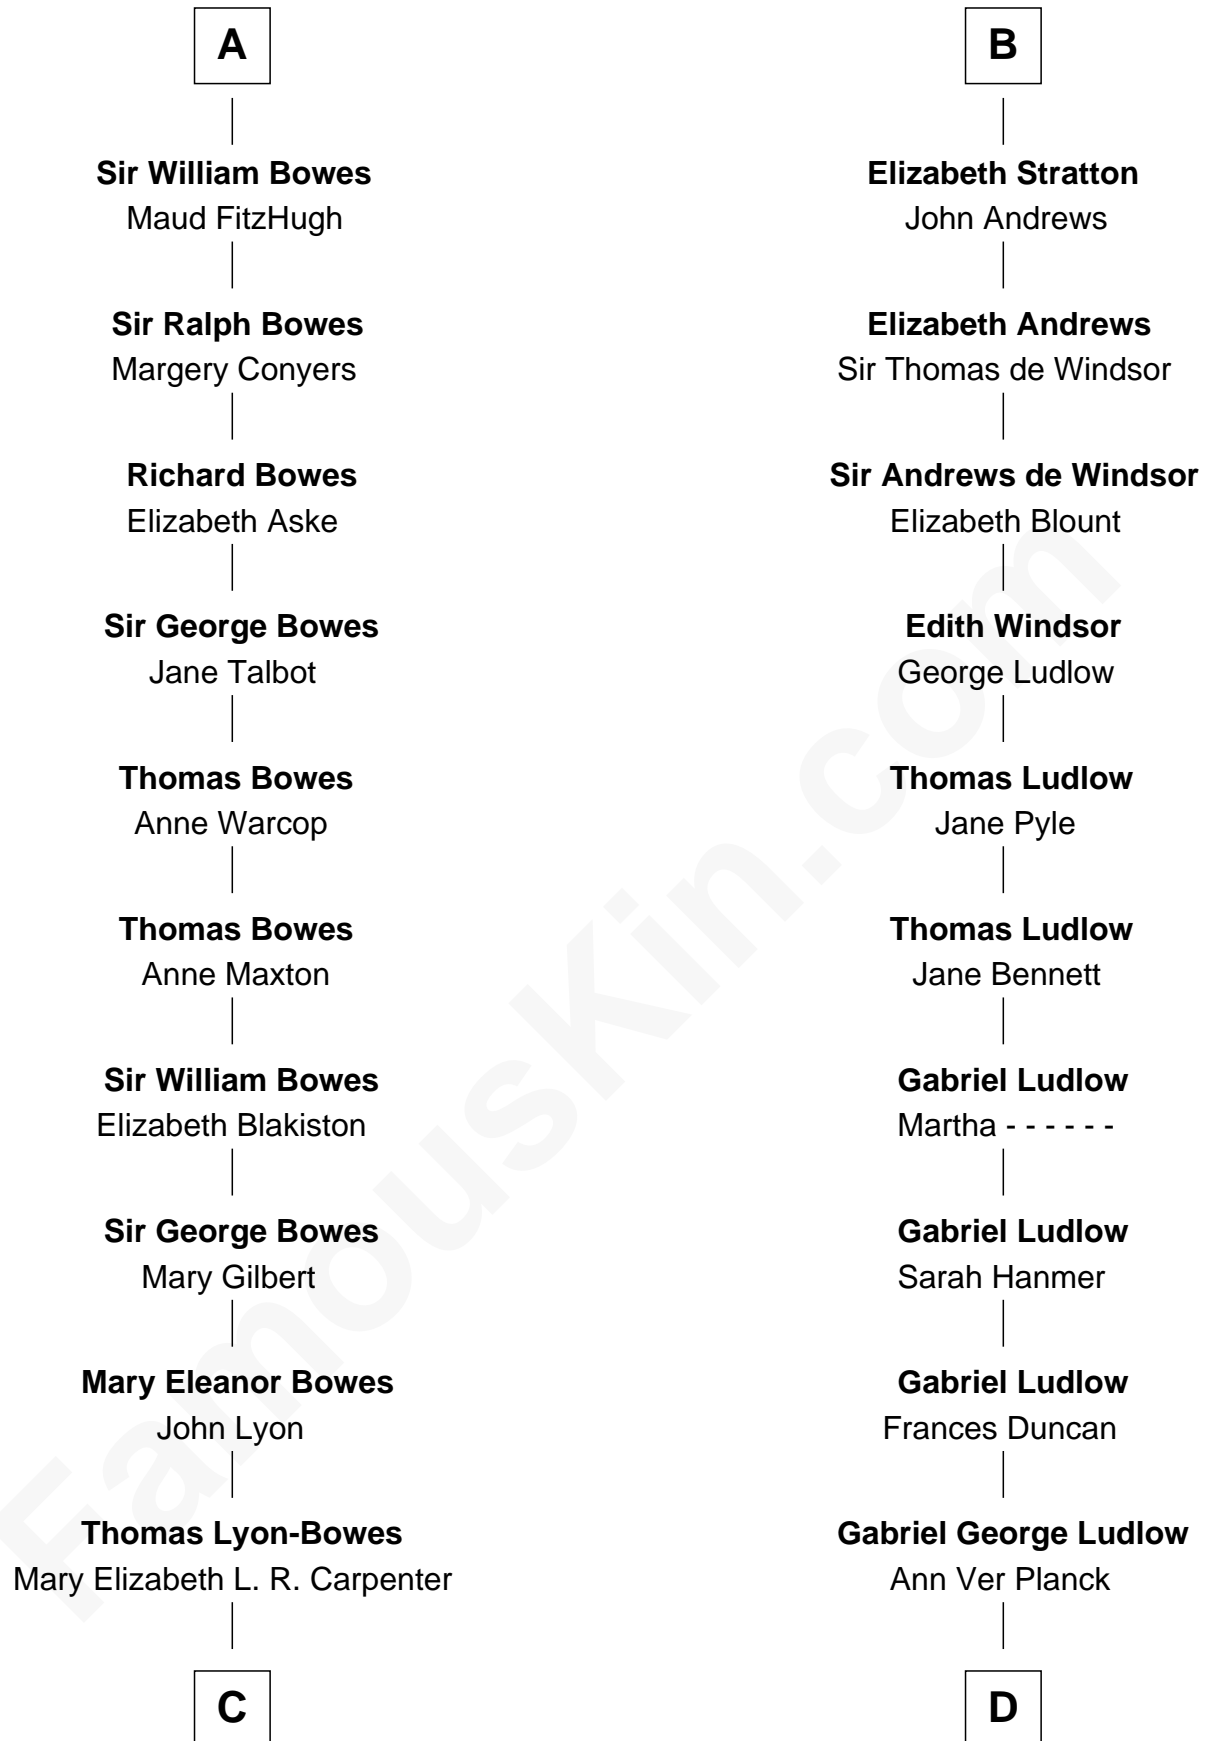 A
Sir William Bowes
Maud FitzHugh
Sir Ralph Bowes
Margery Conyers
Richard Bowes
Elizabeth Aske
Sir George Bowes
Jane Talbot
Thomas Bowes
Anne Warcop
Thomas Bowes
Anne Maxton
Sir William Bowes
Elizabeth Blakiston
Sir George Bowes
Mary Gilbert
Mary Eleanor Bowes
John Lyon
Thomas Lyon-Bowes
Mary Elizabeth L. R. Carpenter
C
B
Elizabeth Stratton
John Andrews
Elizabeth Andrews
Sir Thomas de Windsor
Sir Andrews de Windsor
Elizabeth Blount
Edith Windsor
George Ludlow
Thomas Ludlow
Jane Pyle
Thomas Ludlow
Jane Bennett
Gabriel Ludlow
Martha - - - - - -
Gabriel Ludlow
Sarah Hanmer
Gabriel Ludlow
Frances Duncan
Gabriel George Ludlow
Ann Ver Planck
D
FamousKin.com